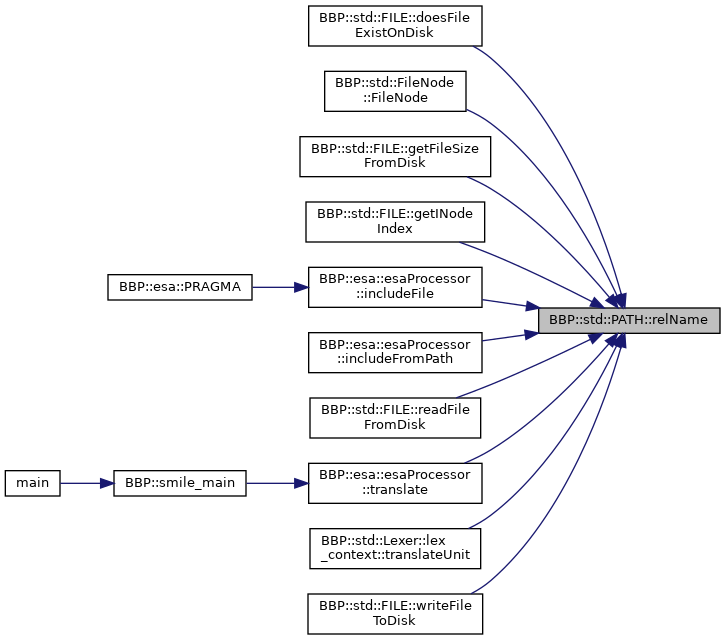 BBP::std::FILE::doesFile
ExistOnDisk
BBP::std::FileNode
::FileNode
BBP::std::FILE::getFileSize
FromDisk
BBP::std::FILE::getINode
Index
BBP::esa::PRAGMA
BBP::esa::esaProcessor
::includeFile
BBP::std::PATH::relName
BBP::esa::esaProcessor
::includeFromPath
BBP::std::FILE::readFile
FromDisk
main
BBP::smile_main
BBP::esa::esaProcessor
::translate
BBP::std::Lexer::lex
_context::translateUnit
BBP::std::FILE::writeFile
ToDisk